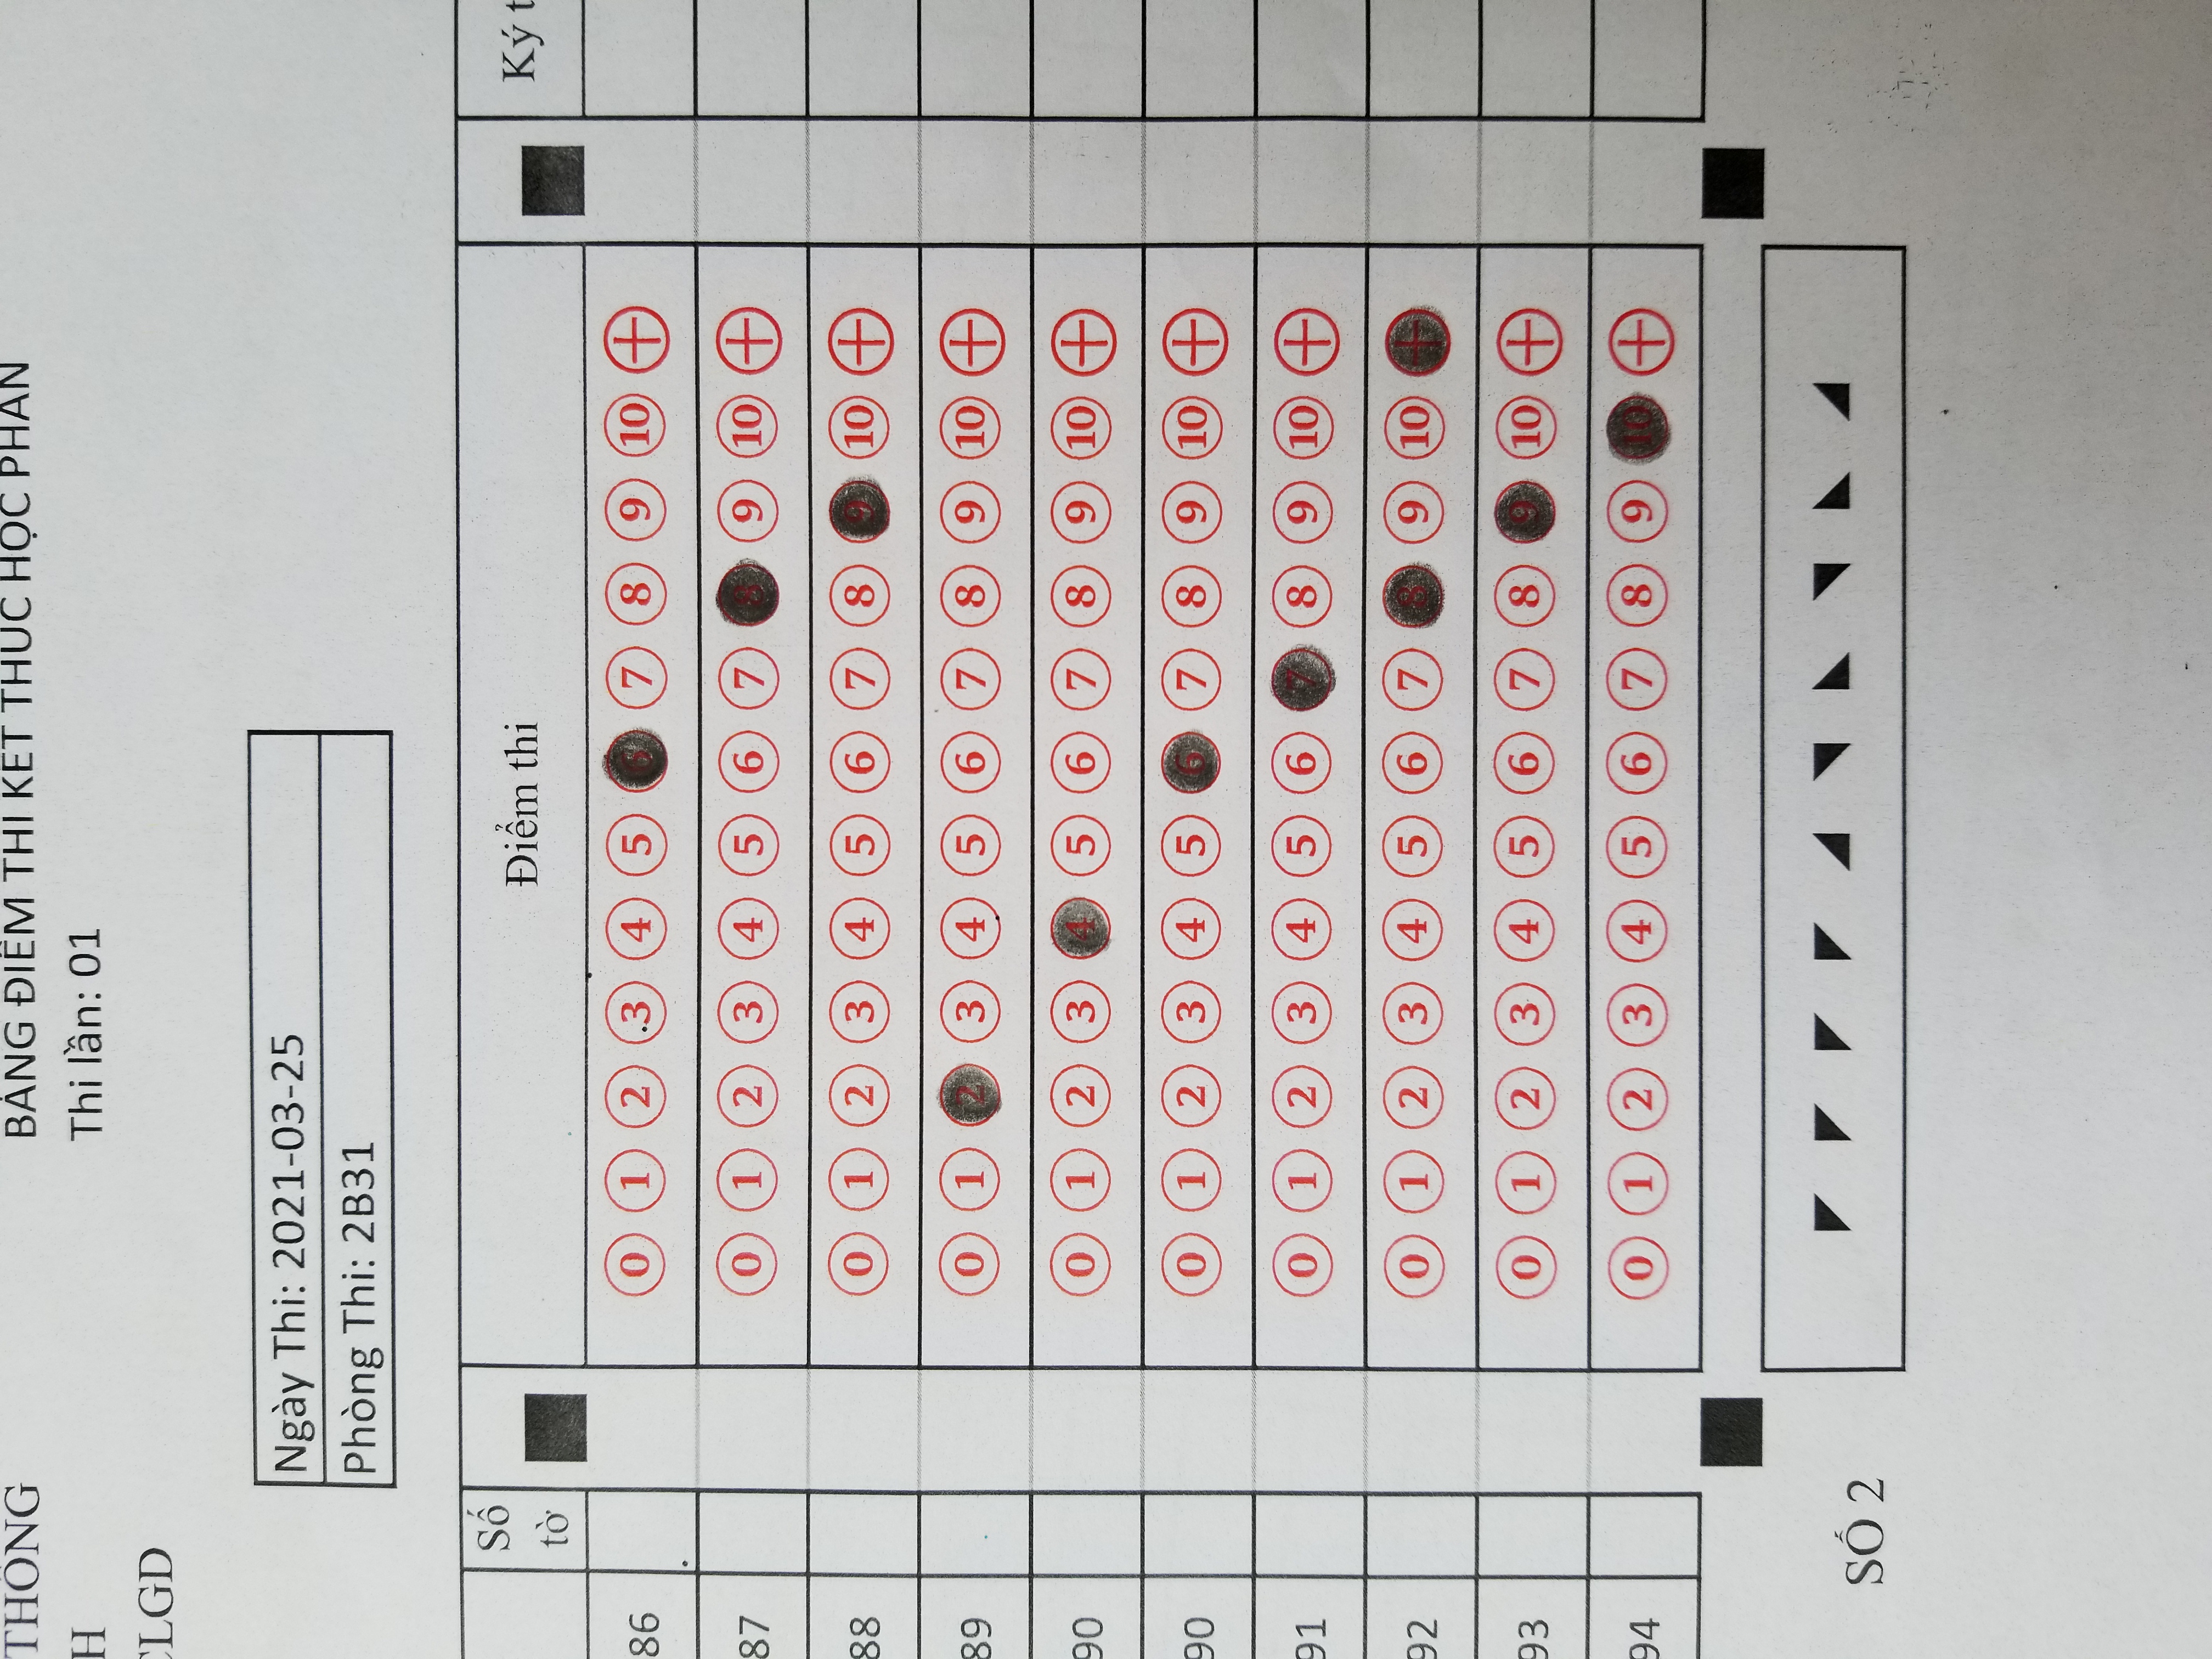 THÔNG
BẢNG ĐIỂM THI KẾT THÚC HỌC PHẦN
H
Thi lần: 01
CLGD
Ngày Thi: 2021-03-25
Phòng Thi: 2B31
Số tờ
Điểm thi
Ký t
86 0 1 2 3 4 5 6 7 8 9 10 +
87 0 1 2 3 4 5 6 7 8 9 10 +
88 0 1 2 3 4 5 6 7 8 9 10 +
89 0 1 2 3 4 5 6 7 8 9 10 +
90 0 1 2 3 4 5 6 7 8 9 10 +
90 0 1 2 3 4 5 6 7 8 9 10 +
91 0 1 2 3 4 5 6 7 8 9 10 +
92 0 1 2 3 4 5 6 7 8 9 10 +
93 0 1 2 3 4 5 6 7 8 9 10 +
94 0 1 2 3 4 5 6 7 8 9 10 +
SỐ 2